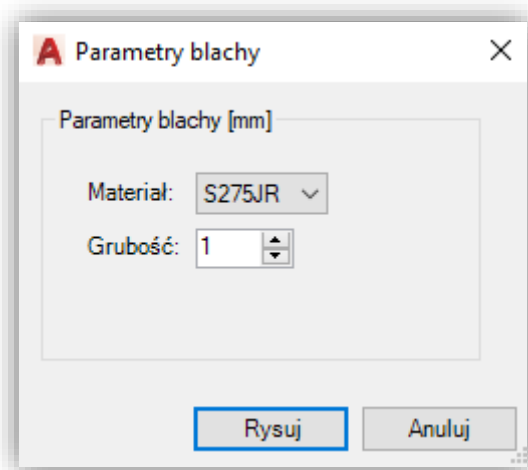 Parametry blachy
Parametry blachy [mm]
Materiał: S275JR
Grubość: 1
Rysuj Anuluj